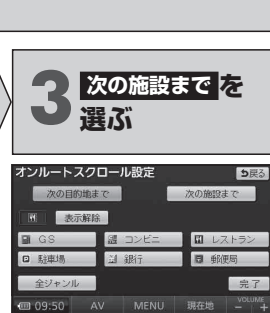 3 次の施設まで を
選ぶ
オンルートスクロール設定 戻る
次の目的地まで 次の施設まで
表示解除
GS コンビニ レストラン
駐車場 銀行 郵便局
全ジャンル 完了
09:50 AV MENU 現在地 VOLUME
− +